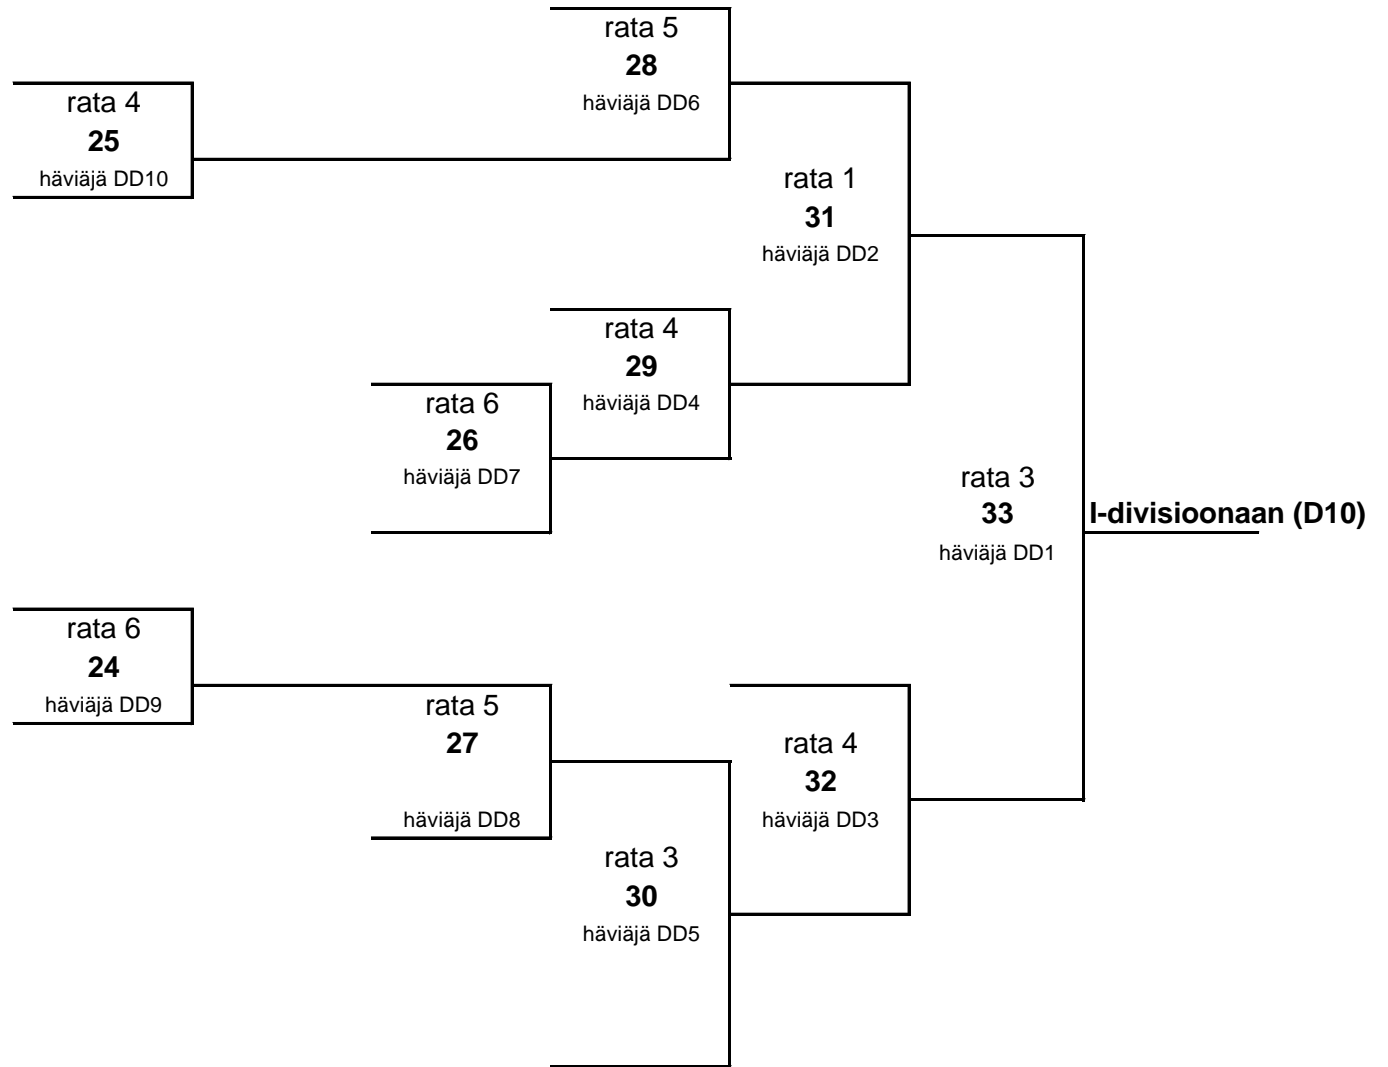 rata 5
28
häviäjä DD6
rata 4
25
häviäjä DD10
rata 1
31
häviäjä DD2
rata 4
29
häviäjä DD4
rata 6
26
häviäjä DD7
rata 3
33
häviäjä DD1
I-divisioonaan (D10)
rata 6
24
häviäjä DD9
rata 5
27
häviäjä DD8
rata 4
32
häviäjä DD3
rata 3
30
häviäjä DD5